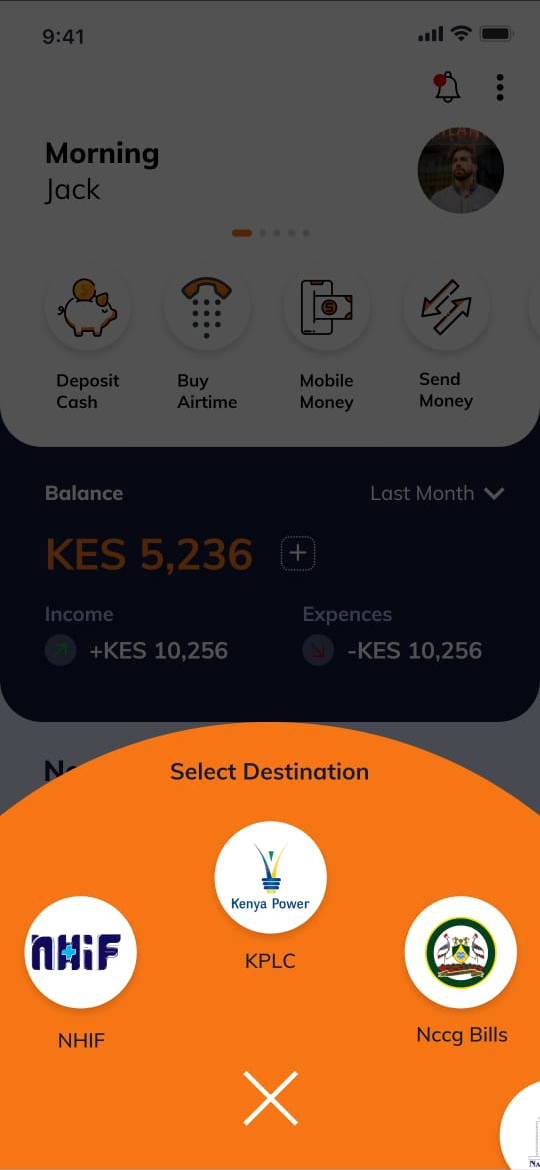 9:41
Morning
Jack
Deposit
Cash
Buy
Airtime
Mobile
Money
Send
Money
Balance
Last Month
KES 5,236
Income
Expences
+KES 10,256
-KES 10,256
Select Destination
Kenya Power
KPLC
NHiF
NHIF
Nccg Bills